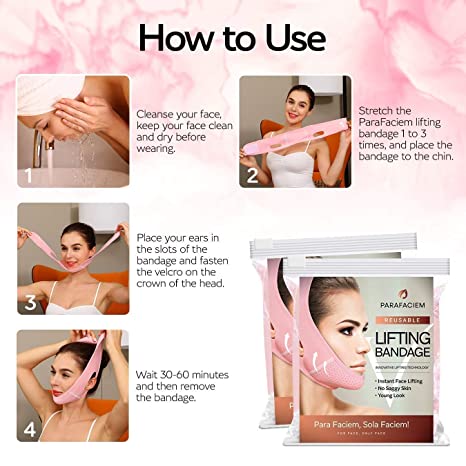 How to Use
1
Cleanse your face,
keep your face clean
and dry before
wearing.
2
Stretch the
ParaFaciem lifting
bandage 1 to 3
times, and place the
bandage to the chin.
3
Place your ears in
the slots of the
bandage and fasten
the velcro on the
crown of the head.
4
Wait 30-60
minutes and then
remove
the bandage.
PARAFACIEM
REUSABLE
LIFTING
BANDAGE
INNOVATIVE LIFTING TECHNOLOGY
• Instant Face Lifting
• No Saggy Skin
• Young Look
Para Faciem, Sola Faciem!
FOR FACE, ONLY FACE